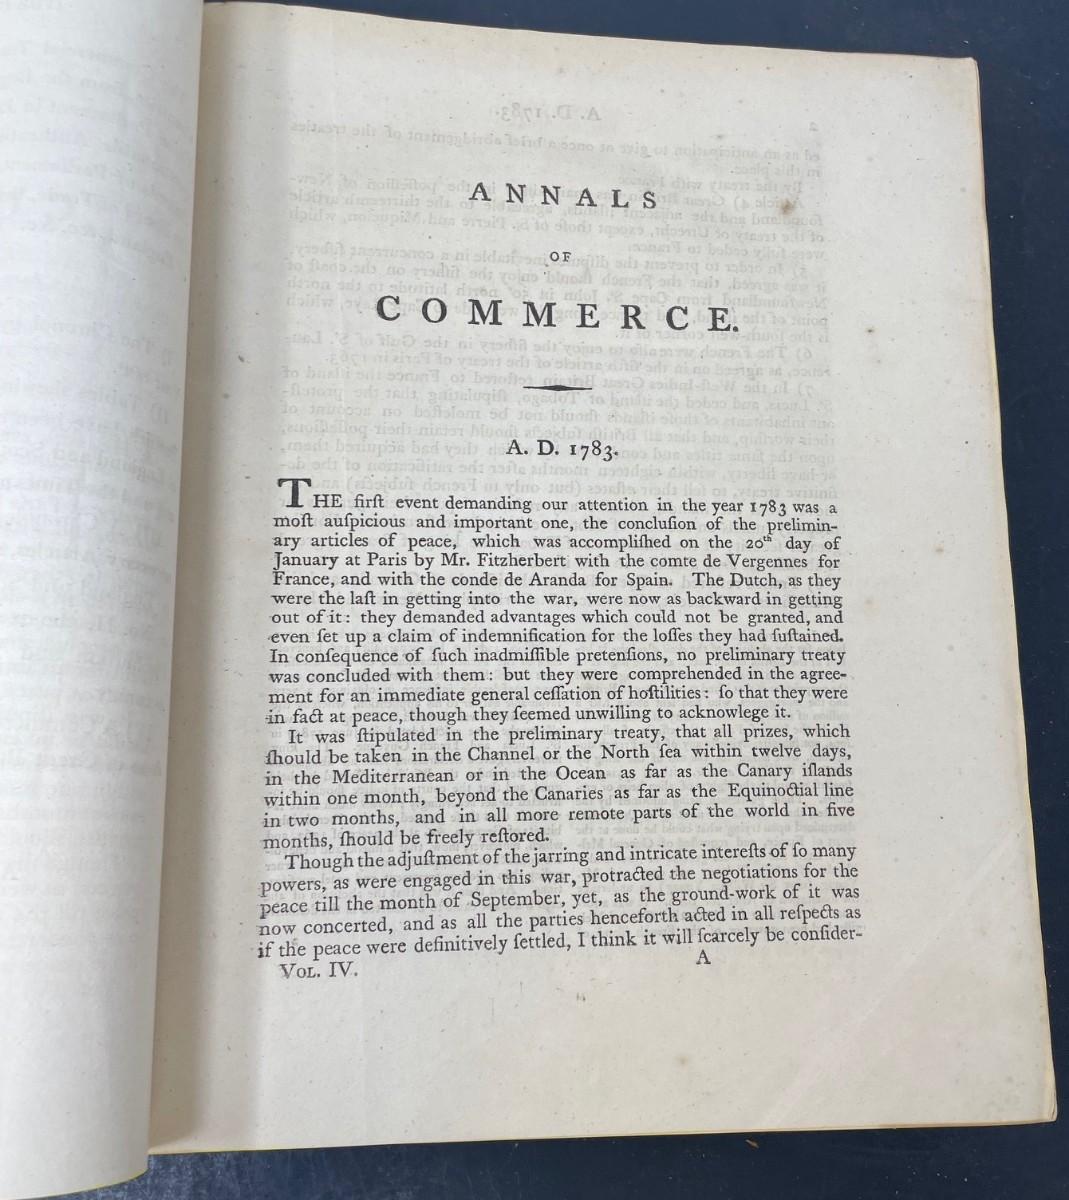 ANNALS
OF
COMMERCE.
A. D. 1783.
THE firſt event demanding our attention in the year 1783 was a
moſt auſpicious and important one, the concluſion of the prelimin-
ary articles of peace, which was accompliſhed on the 20th day of
January at Paris by Mr. Fitzherbert with the comte de Vergennes for
France, and with the conde de Aranda for Spain. The Dutch, as they
were the laſt in getting into the war, were now as backward in getting
out of it: they demanded advantages which could not be granted, and
even ſet up a claim of indemnification for the loſſes they had ſuſtained.
In conſequence of ſuch inadmiſſible pretenſions, no preliminary treaty
was concluded with them: but they were comprehended in the agree-
ment for an immediate general ceſſation of hoſtilities: ſo that they were
in fact at peace, though they ſeemed unwilling to acknowlege it.
It was ſtipulated in the preliminary treaty, that all prizes, which
ſhould be taken in the Channel or the North ſea within twelve days,
in the Mediterranean or in the Ocean as far as the Canary iſlands
within one month, beyond the Canaries as far as the Equinoctial line
in two months, and in all more remote parts of the world in five
months, ſhould be freely reſtored.
Though the adjuſtment of the jarring and intricate intereſts of ſo many
powers, as were engaged in this war, protracted the negotiations for the
peace till the month of September, yet, as the ground-work of it was
now concerted, and as all the parties henceforth acted in all reſpects as
if the peace were definitively ſettled, I think it will ſcarcely be conſider-
VOL. IV. A